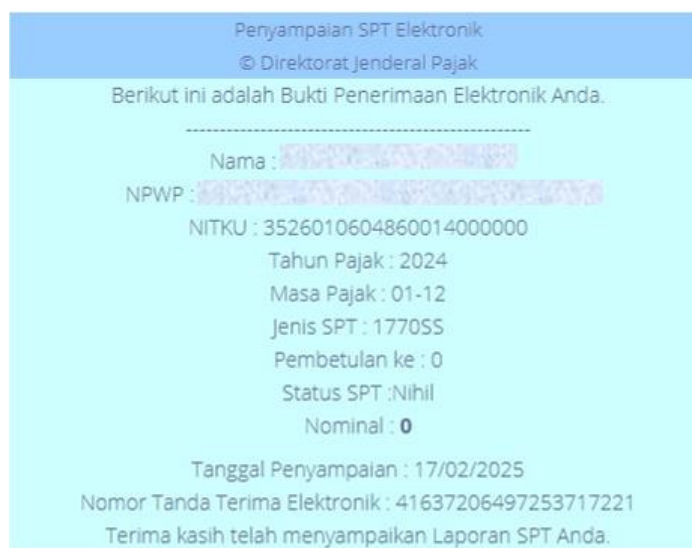 Penyampaian SPT Elektronik
© Direktorat Jenderal Pajak
Berikut ini adalah Bukti Penerimaan Elektronik Anda.
----------------------------------------------------
Nama :
NPWP :
NITKU : 3526010604860014000000
Tahun Pajak : 2024
Masa Pajak : 01-12
Jenis SPT : 1770SS
Pembetulan ke : 0
Status SPT :Nihil
Nominal : 0
Tanggal Penyampaian : 17/02/2025
Nomor Tanda Terima Elektronik : 41637206497253717221
Terima kasih telah menyampaikan Laporan SPT Anda.